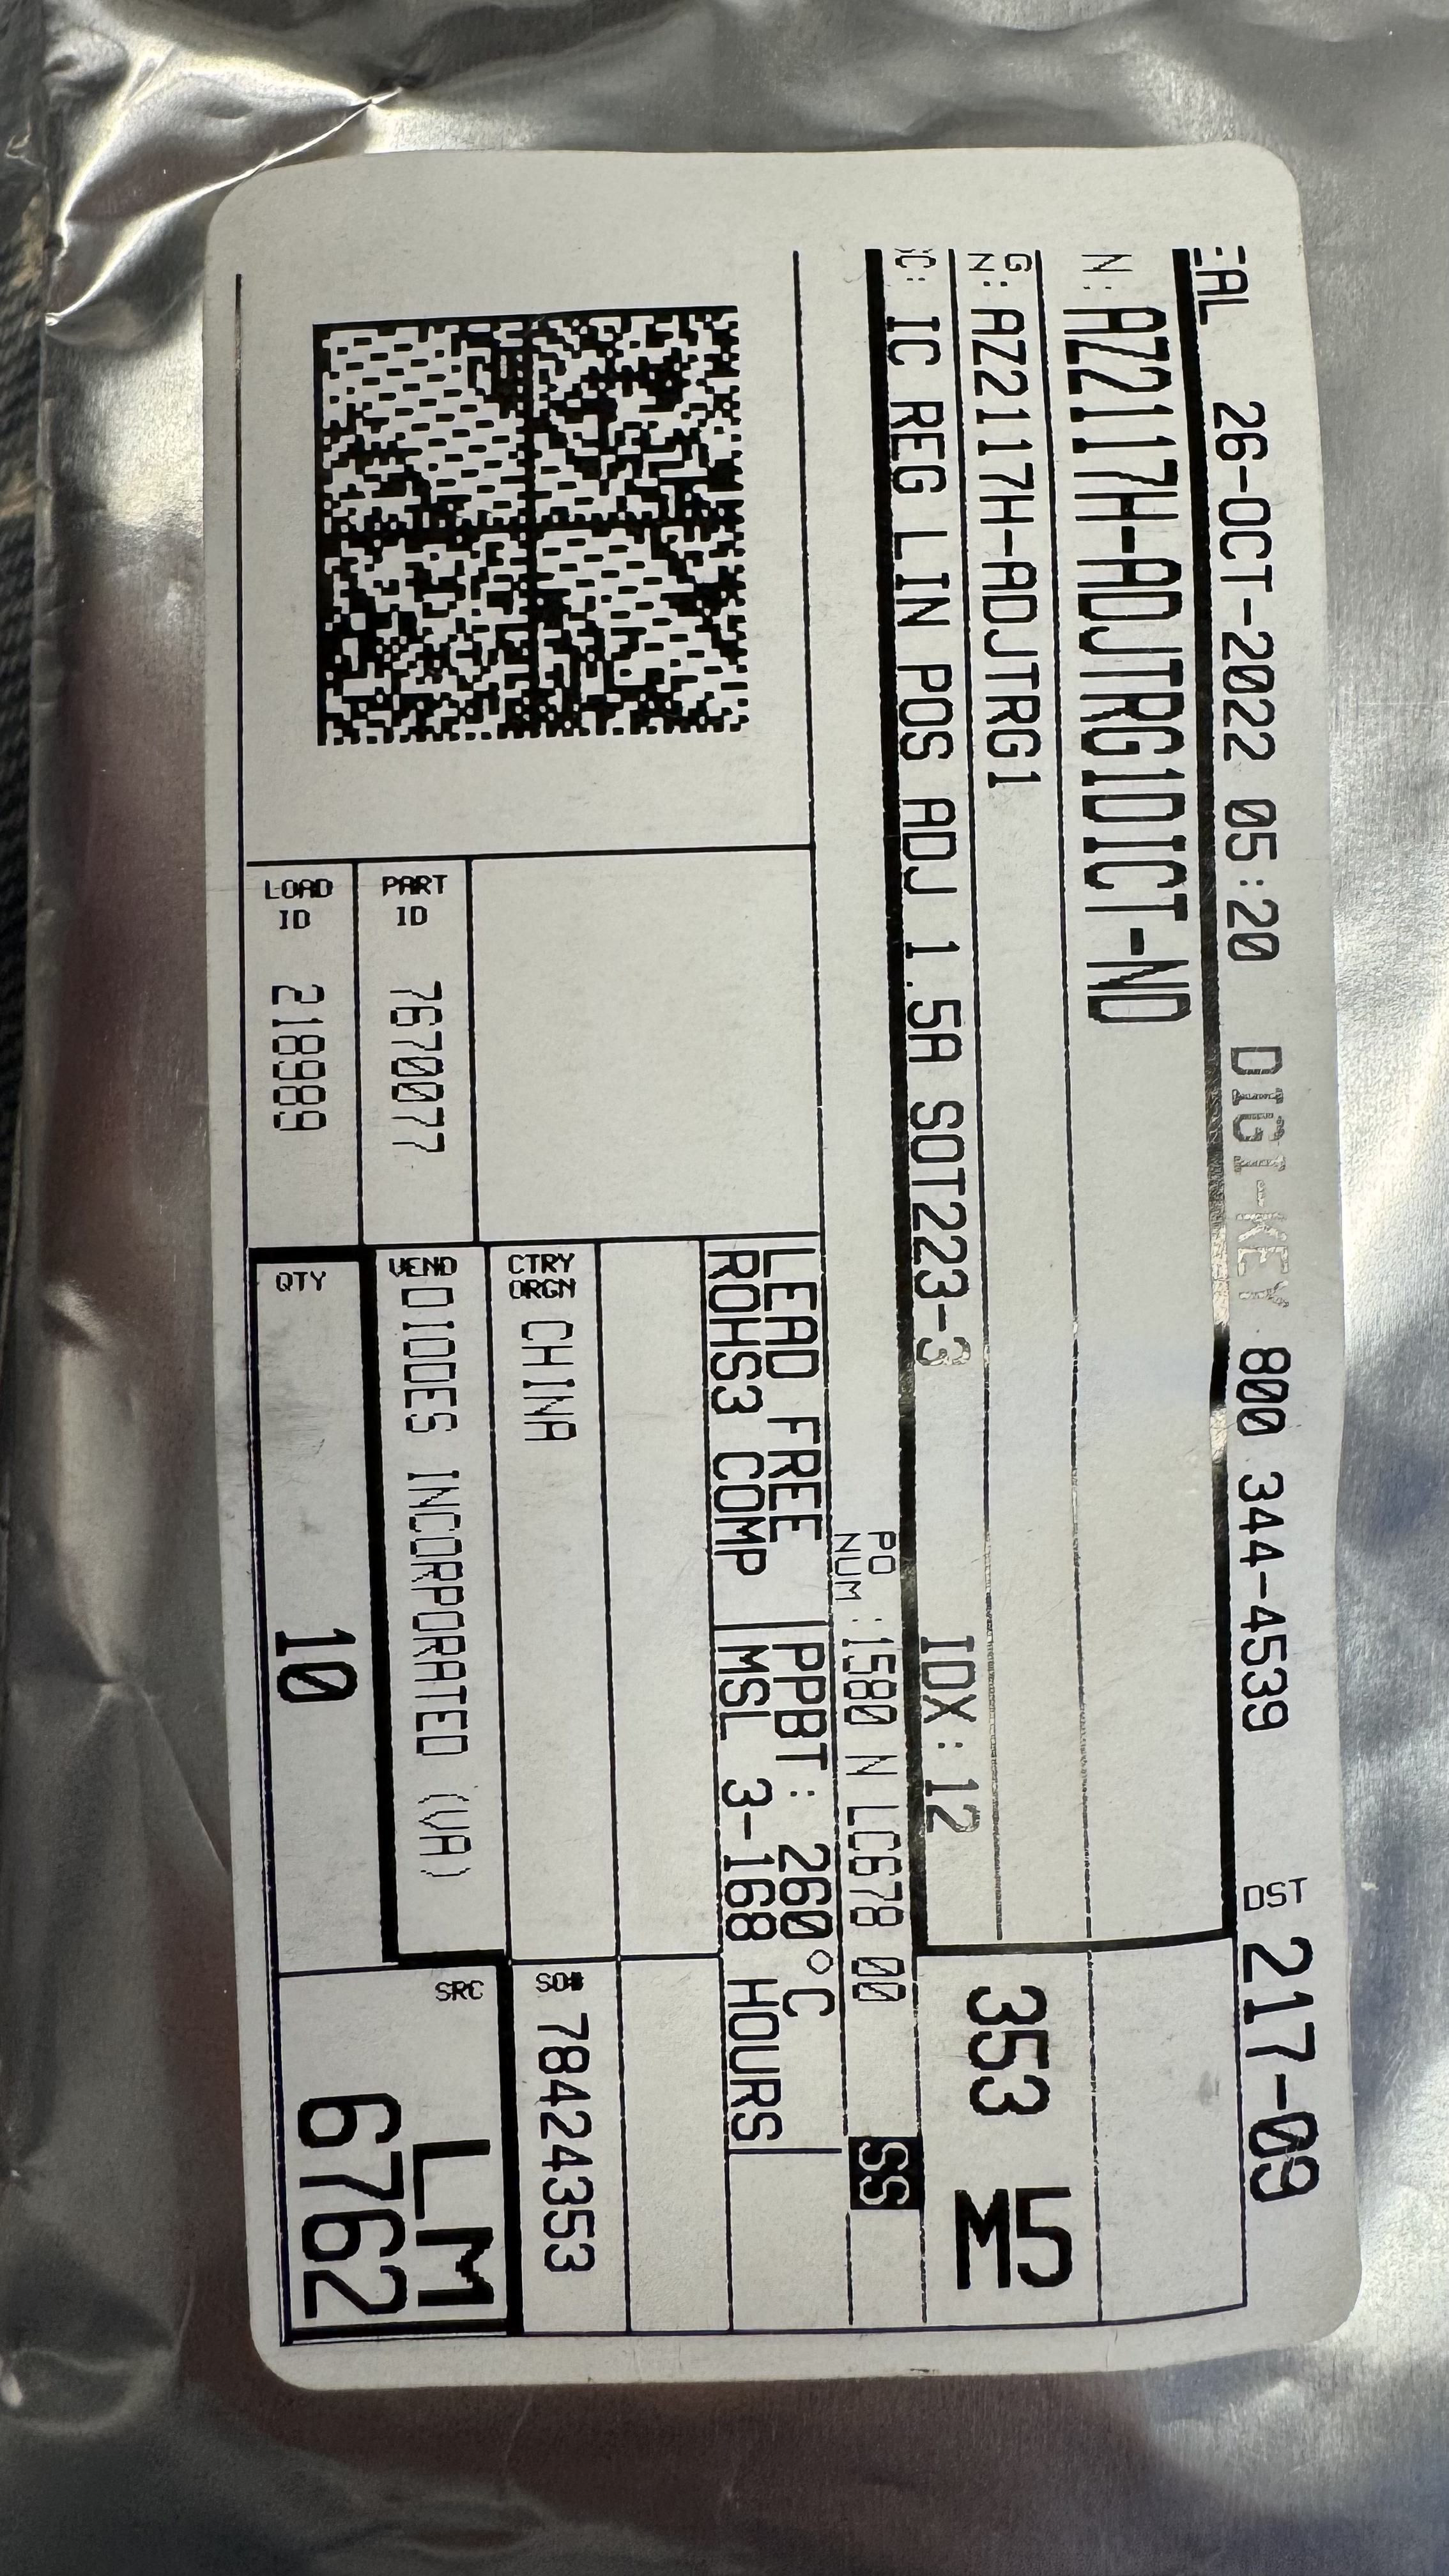 EAL 26-OCT-2022 05:20 DIGI-KEY 800 344-4539 DST 217-09
N: AZ2117H-ADJTRG1DICT-ND
G
N: AZ2117H-ADJTRG1
353 M5
C: IC REG LIN POS ADJ 1.5A SOT223-3 IDX:12
PO
NUM :1580 N LC678 00 SS
LEAD FREE PPBT: 260°C
ROHS3 COMP MSL 3-168 HOURS
CTRY
ORGN CHINA
SO# 78424353
PART
ID 767077
VEND DIODES INCORPORATED (VA)
LOAD
ID 218989
QTY 10
SRC LM
6762